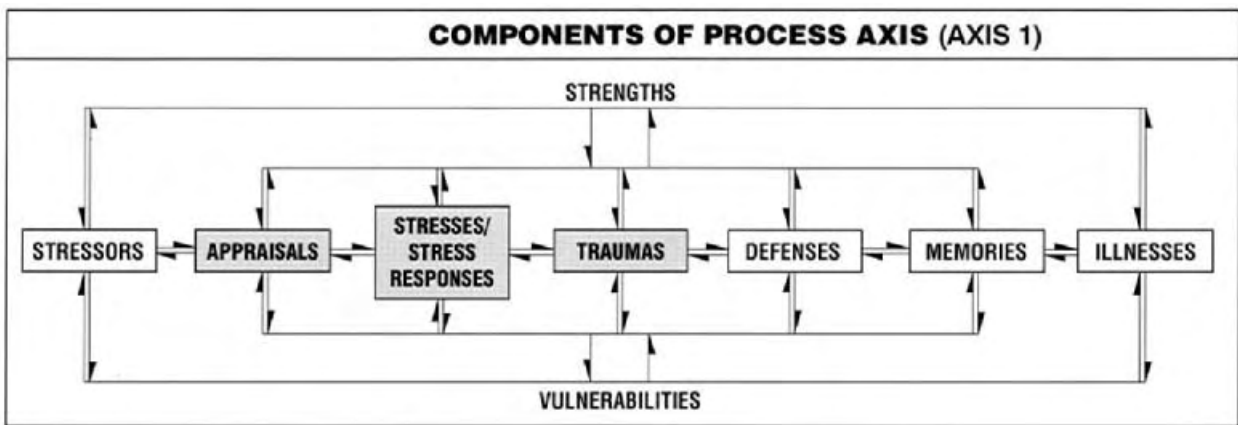 COMPONENTS OF PROCESS AXIS (AXIS 1)
STRENGTHS
STRESSORS
APPRAISALS
STRESSES/
STRESS
RESPONSES
TRAUMAS
DEFENSES
MEMORIES
ILLNESSES
VULNERABILITIES